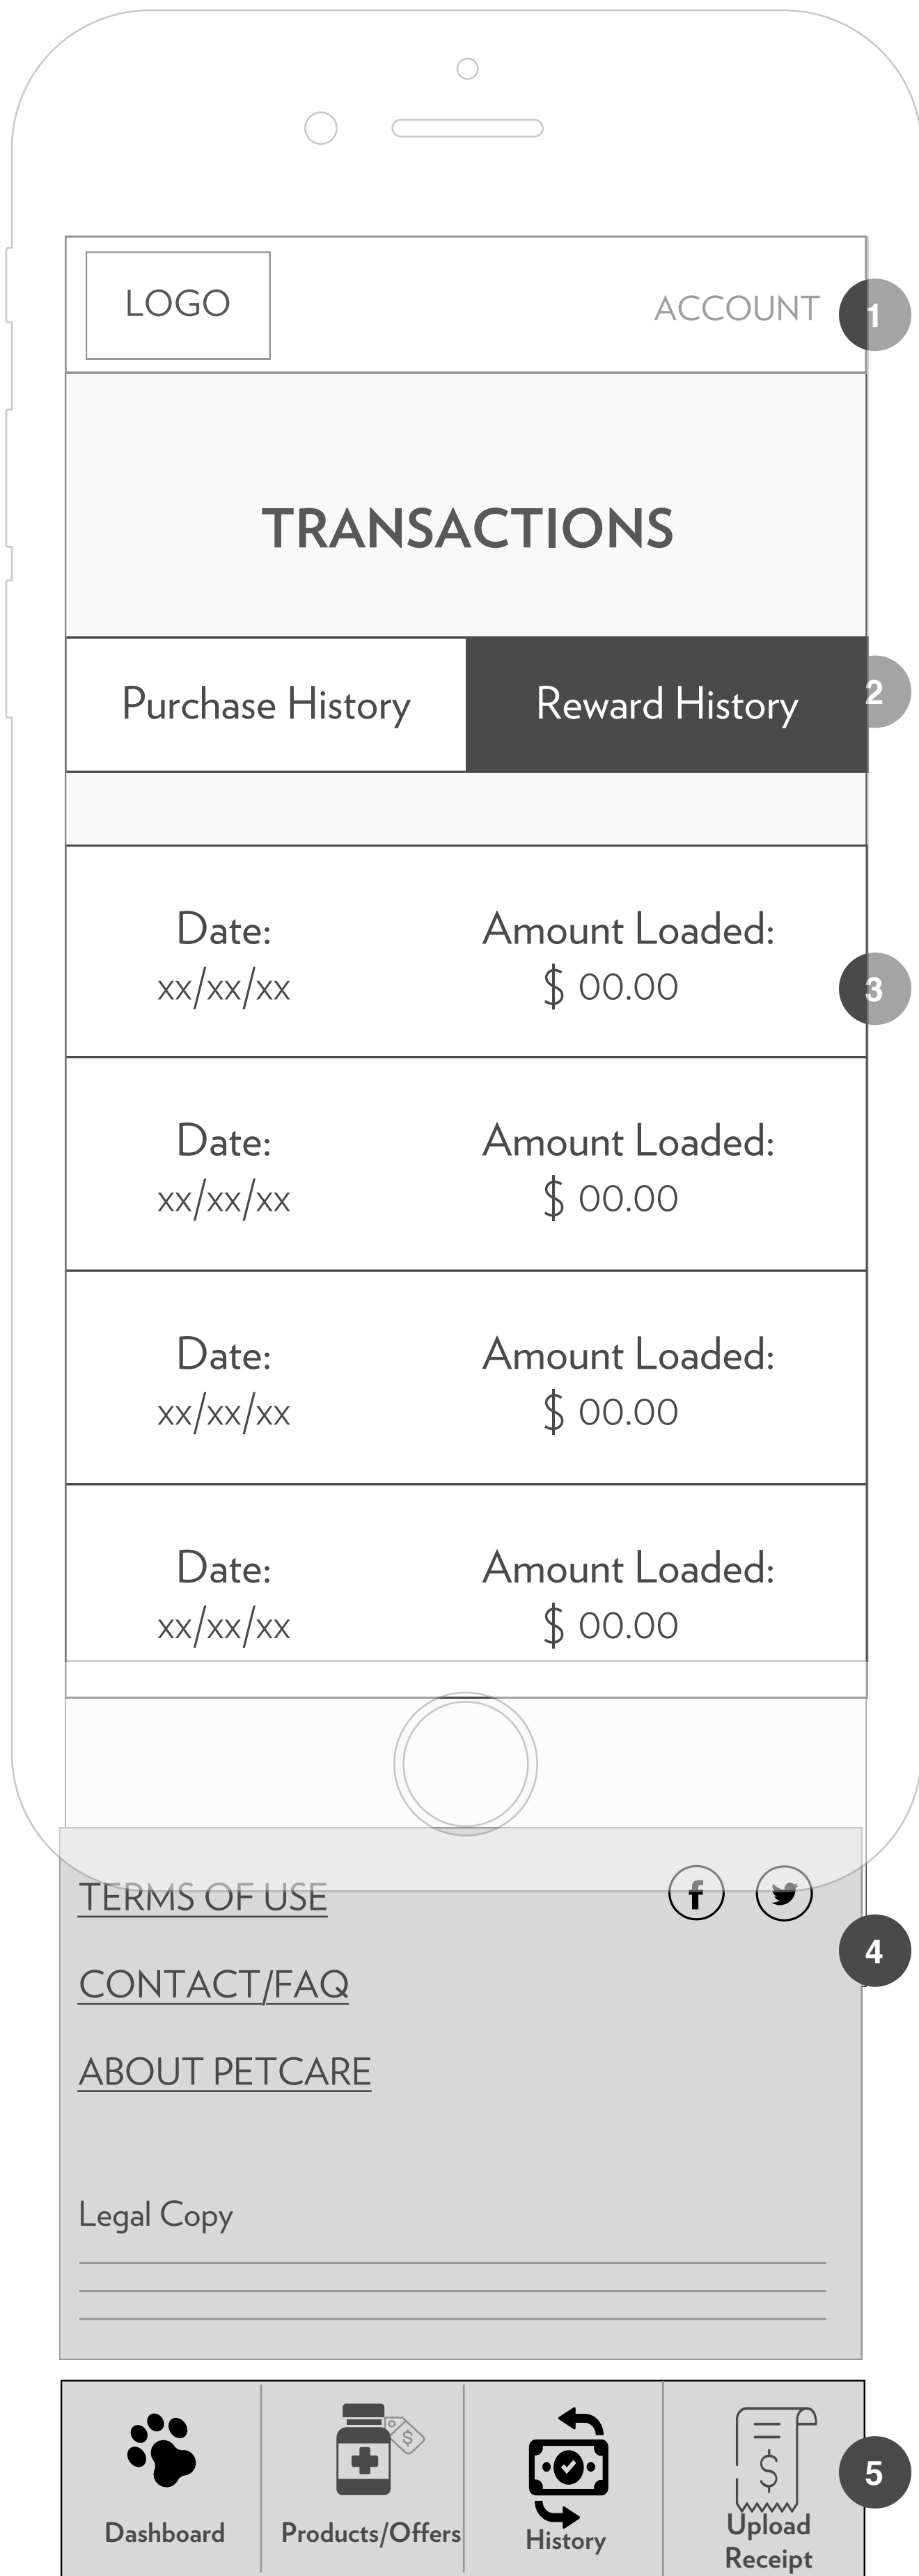 LOGO
ACCOUNT
1
TRANSACTIONS
Purchase History
Reward History
2
Date:
Amount Loaded:
xx/xx/xx
$ 00.00
3
Date:
Amount Loaded:
xx/xx/xx
$ 00.00
Date:
Amount Loaded:
xx/xx/xx
$ 00.00
Date:
Amount Loaded:
xx/xx/xx
$ 00.00
TERMS OF USE
f
4
CONTACT/FAQ
ABOUT PETCARE
Legal Copy
$
$
5
Dashboard
Products/Offers
History
Upload
Receipt